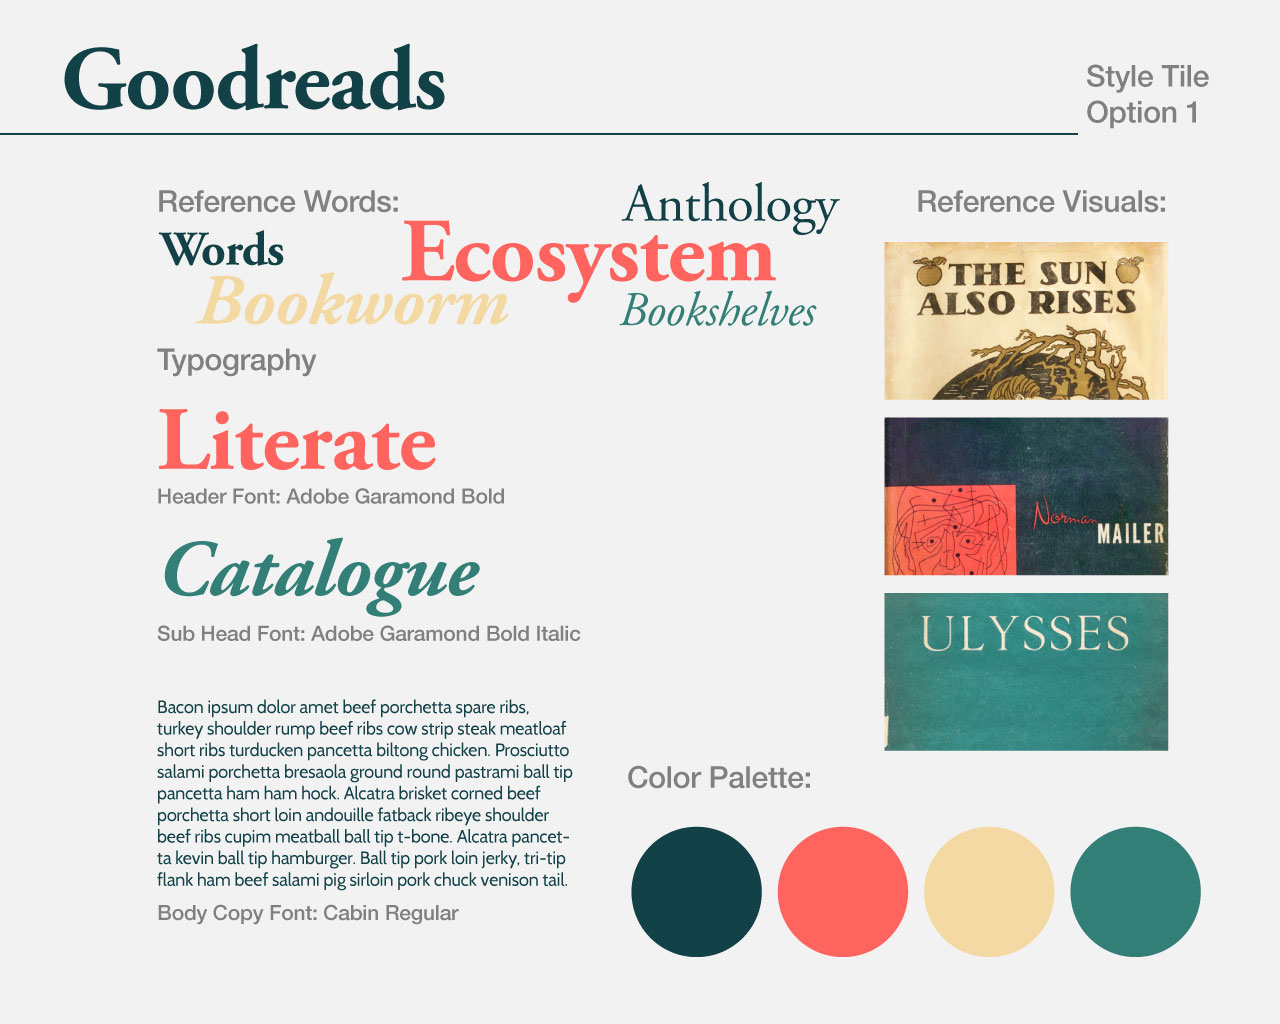 Goodreads
Style Tile
Option 1
Reference Words:
Words
Bookworm
Ecosystem
Anthology
Bookshelves
Typography
Literate
Header Font: Adobe Garamond Bold
Catalogue
Sub Head Font: Adobe Garamond Bold Italic
Bacon ipsum dolor amet beef porchetta spare ribs,
turkey shoulder rump beef ribs cow strip steak meatloaf
short ribs turducken pancetta biltong chicken. Prosciutto
salami porchetta bresaola ground round pastrami ball tip
pancetta ham ham hock. Alcatra brisket corned beef
porchetta short loin andouille fatback ribeye shoulder
beef ribs cupim meatball ball tip t-bone. Alcatra pancet-
ta kevin ball tip hamburger. Ball tip pork loin jerky, tri-tip
flank ham beef salami pig sirloin pork chuck venison tail.
Body Copy Font: Cabin Regular
Reference Visuals:
THE SUN
ALSO RISES
Norman
MAILER
ULYSSES
Color Palette: